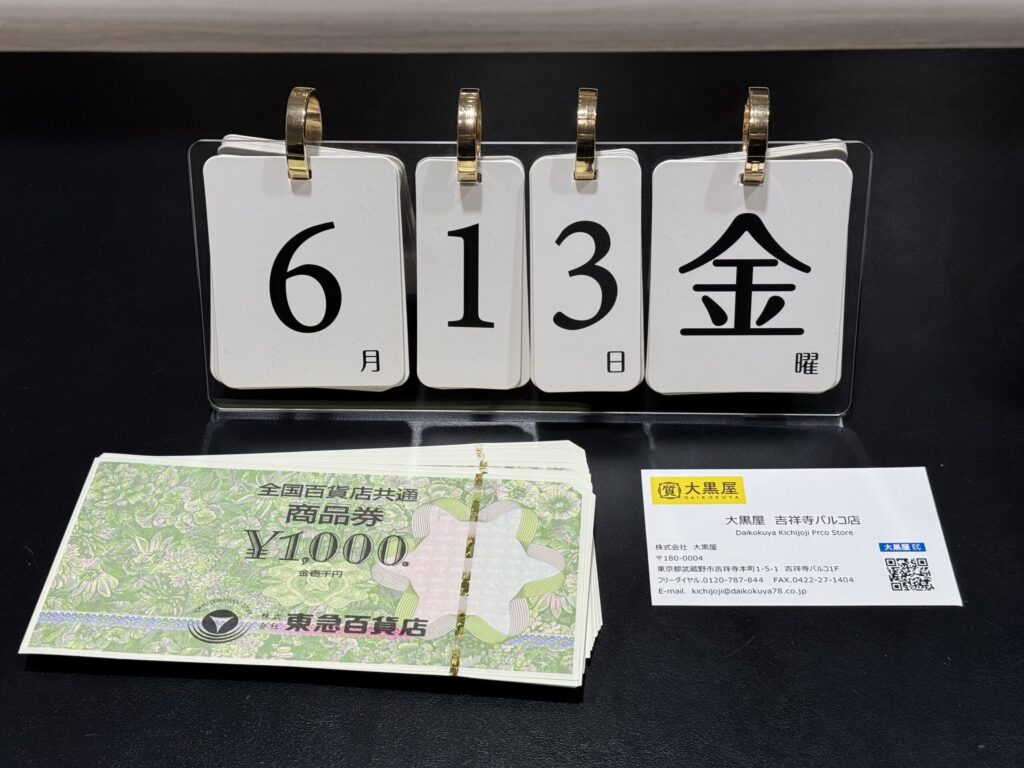 6月
13日
金曜
全国百貨店共通
商品券
¥1,000.
金壱千円
株式会社 東急百貨店
質 大黒屋
DAIKOKUYA
大黒屋 吉祥寺パルコ店
Daikokuya Kichijoji Prco Store
株式会社 大黒屋
〒180-0004
東京都武蔵野市吉祥寺本町1-5-1 吉祥寺パルコ1F
フリーダイヤル.0120-787-844 FAX.0422-27-1404
E-mail. kichijoji@daikokuya78.co.jp
大黒屋 EC